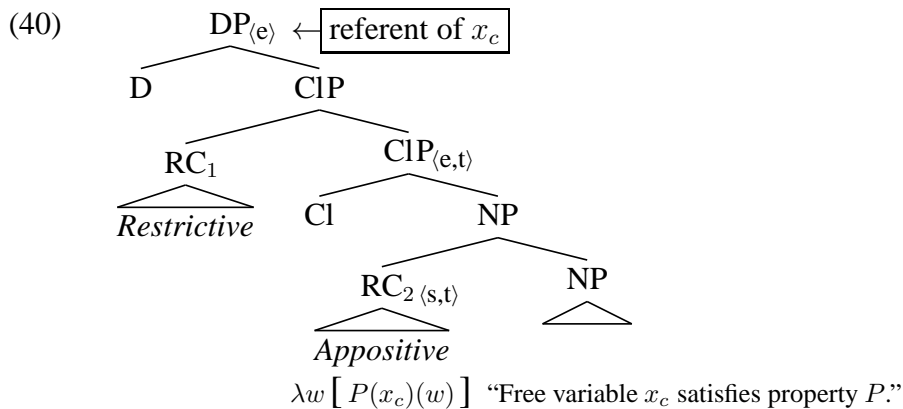 (40) DP⟨e⟩ ← referent of x_c
D ClP
RC₁ ClP⟨e,t⟩
Restrictive Cl NP
RC₂ ⟨s,t⟩ NP
Appositive
λw [ P(x_c)(w) ] “Free variable x_c satisfies property P.”